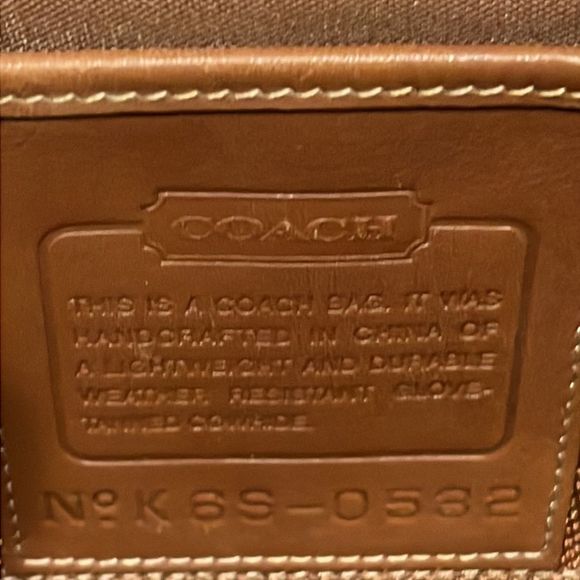 COACH
THIS IS A COACH BAG. IT WAS
HANDCRAFTED IN CHINA OF
A LIGHTWEIGHT AND DURABLE
WEATHER RESISTANT GLOVE-
TANNED COWHIDE.
No K6S-0532